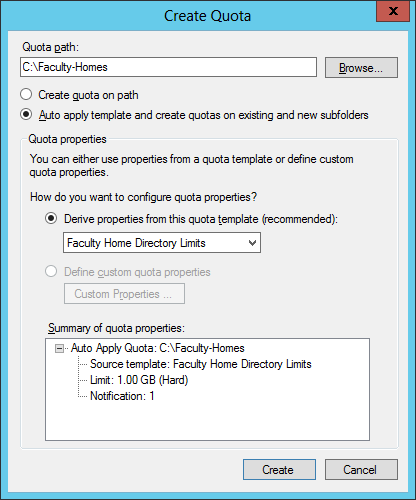 Create Quota
x
Quota path:
C:\Faculty-Homes
Browse...
Create quota on path
Auto apply template and create quotas on existing and new subfolders
Quota properties
You can either use properties from a quota template or define custom
quota properties.
How do you want to configure quota properties?
Derive properties from this quota template (recommended):
Faculty Home Directory Limits
Define custom quota properties
Custom Properties ...
Summary of quota properties:
Auto Apply Quota: C:\Faculty-Homes
Source template: Faculty Home Directory Limits
Limit: 1.00 GB (Hard)
Notification: 1
Create
Cancel